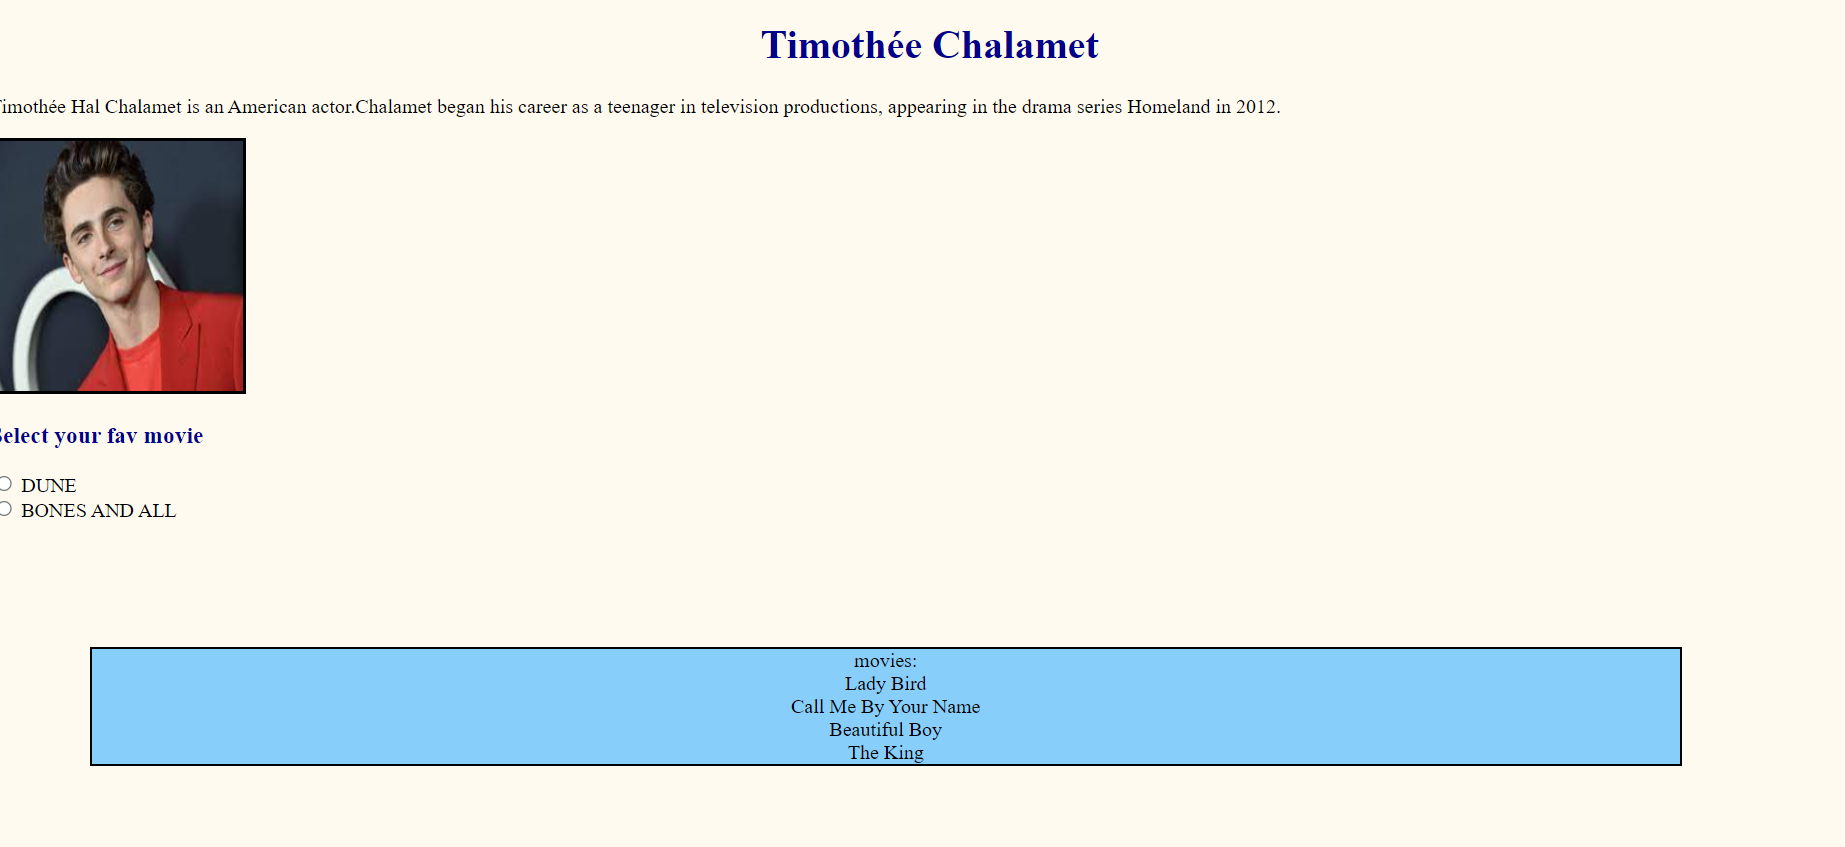 Timothée Chalamet
imothée Hal Chalamet is an American actor.Chalamet began his career as a teenager in television productions, appearing in the drama series Homeland in 2012.
elect your fav movie
DUNE
BONES AND ALL
movies:
Lady Bird
Call Me By Your Name
Beautiful Boy
The King